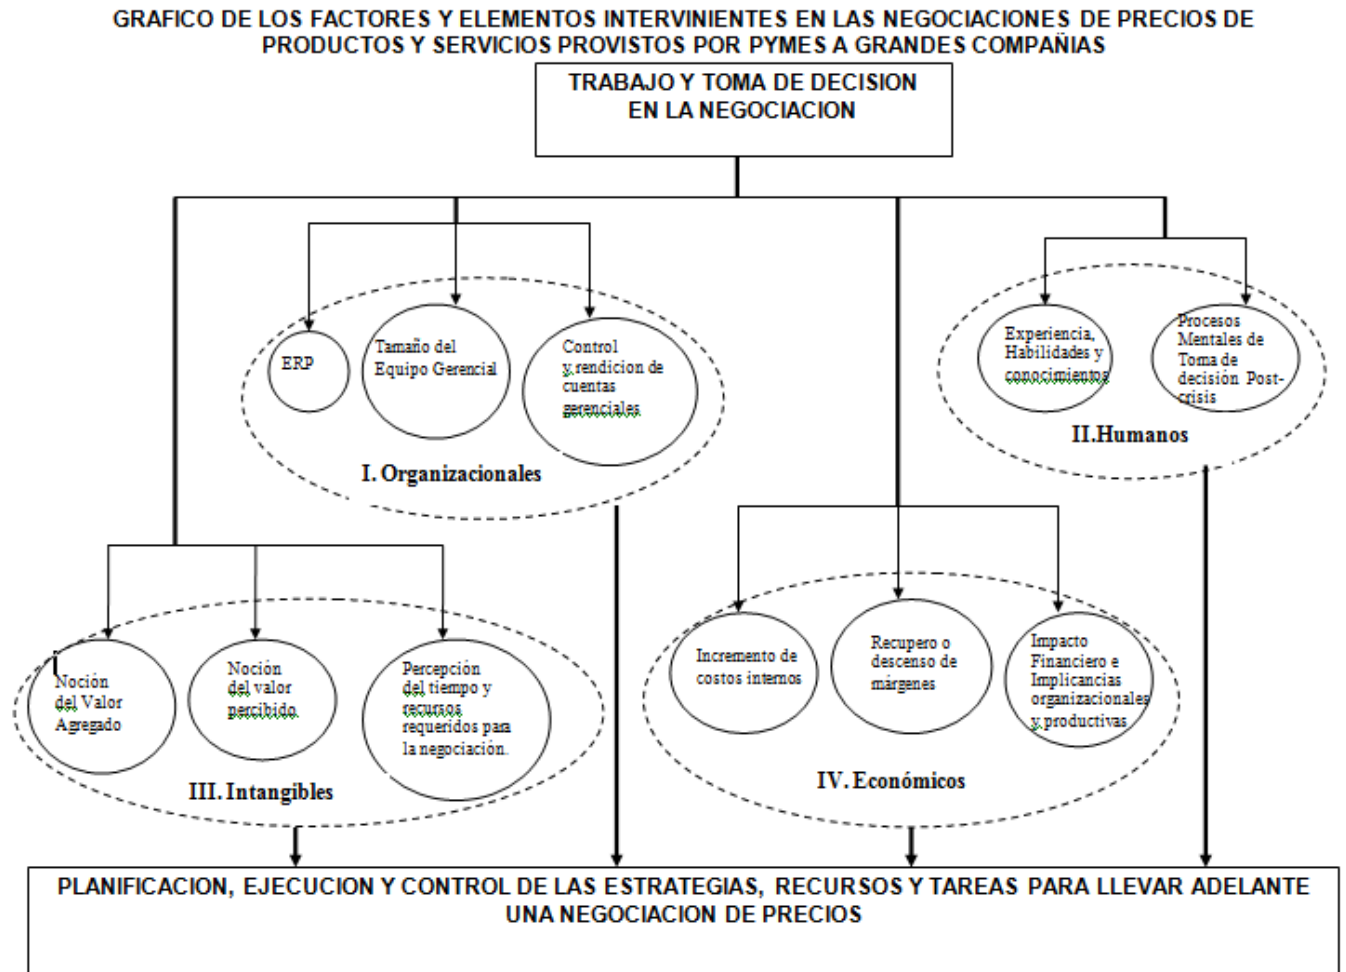 GRAFICO DE LOS FACTORES Y ELEMENTOS INTERVINIENTES EN LAS NEGOCIACIONES DE PRECIOS DE
PRODUCTOS Y SERVICIOS PROVISTOS POR PYMES A GRANDES COMPAÑIAS
TRABAJO Y TOMA DE DECISION
EN LA NEGOCIACION
ERP
Tamaño del
Equipo Gerencial
Control
y rendicion de
cuentas
gerenciales
I. Organizacionales
Experiencia,
Habilidades y
conocimientos
Procesos
Mentales de
Toma de
decisión Post-
crisis
II.Humanos
Noción
del Valor
Agregado
Noción
del valor
percibido
Percepción
del tiempo y
recursos
requeridos para
la negociación.
III. Intangibles
Incremento de
costos internos
Recupero o
descenso de
márgenes
Impacto
Financiero e
Implicancias
organizacionales
y productivas
IV. Económicos
PLANIFICACION, EJECUCION Y CONTROL DE LAS ESTRATEGIAS, RECURSOS Y TAREAS PARA LLEVAR ADELANTE
UNA NEGOCIACION DE PRECIOS